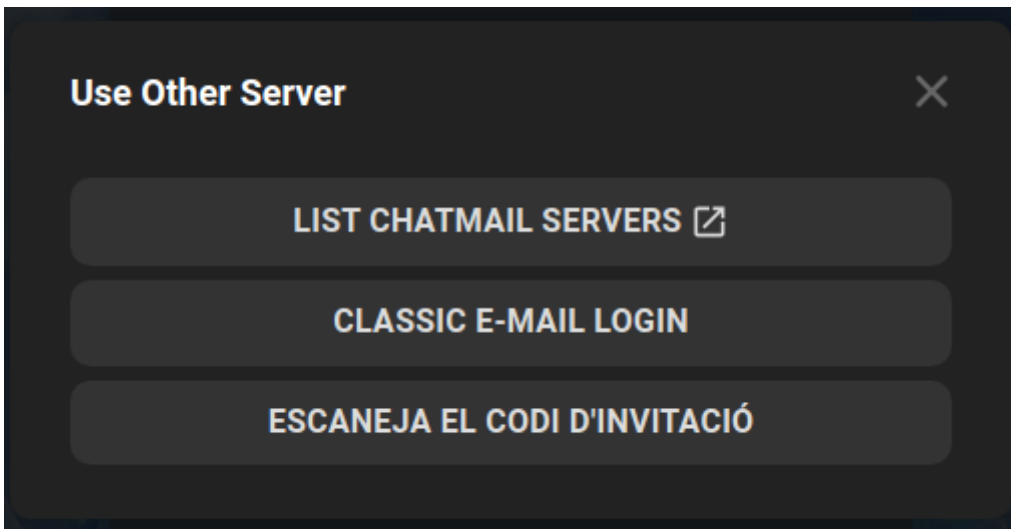 Use Other Server
LIST CHATMAIL SERVERS
CLASSIC E-MAIL LOGIN
ESCANEJA EL CODI D'INVITACIÓ